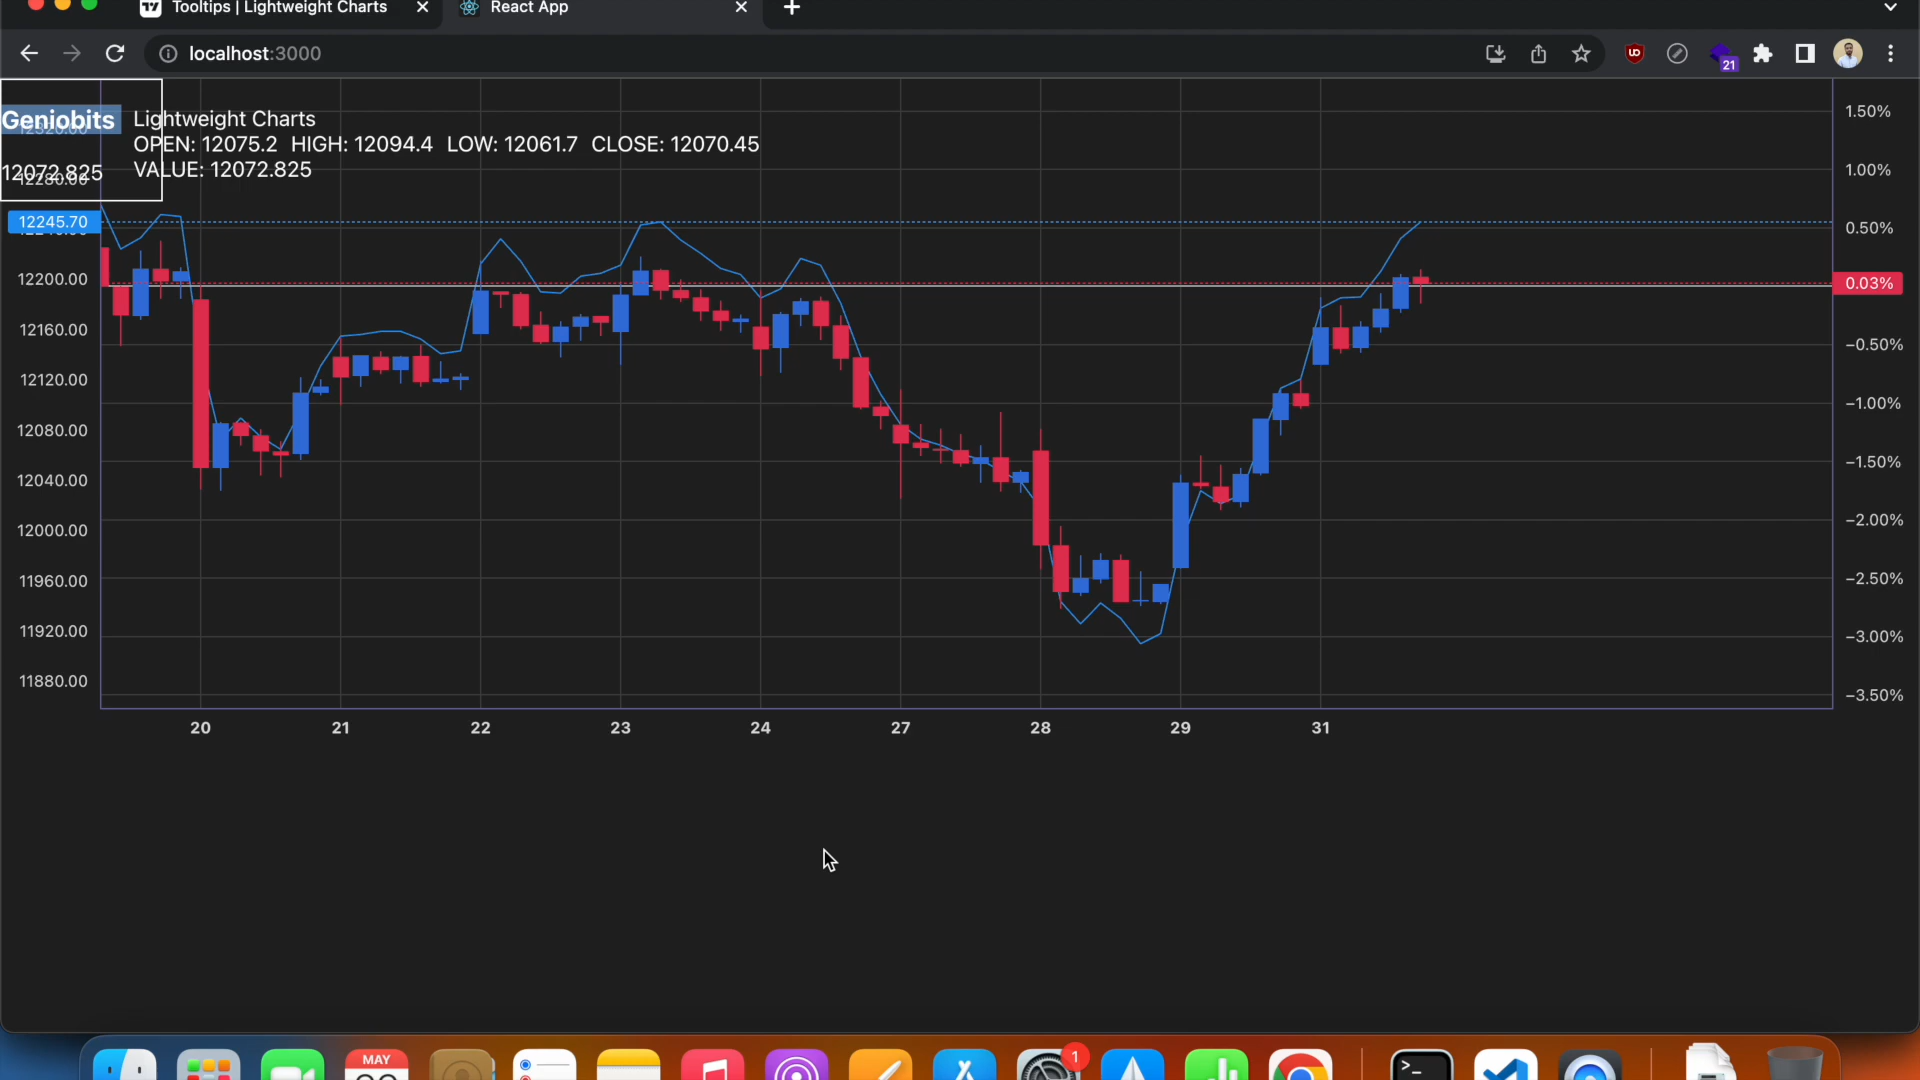 Tooltips | Lightweight Charts
React App
localhost:3000
21
Geniobits
Lightweight Charts
OPEN: 12075.2 HIGH: 12094.4 LOW: 12061.7 CLOSE: 12070.45
12072.825
VALUE: 12072.825
12280.00
12245.70
12200.00
12160.00
12120.00
12080.00
12040.00
12000.00
11960.00
11920.00
11880.00
1.50%
1.00%
0.50%
0.03%
−0.50%
−1.00%
−1.50%
−2.00%
−2.50%
−3.00%
−3.50%
20 21 22 23 24 27 28 29 31
MAY
1